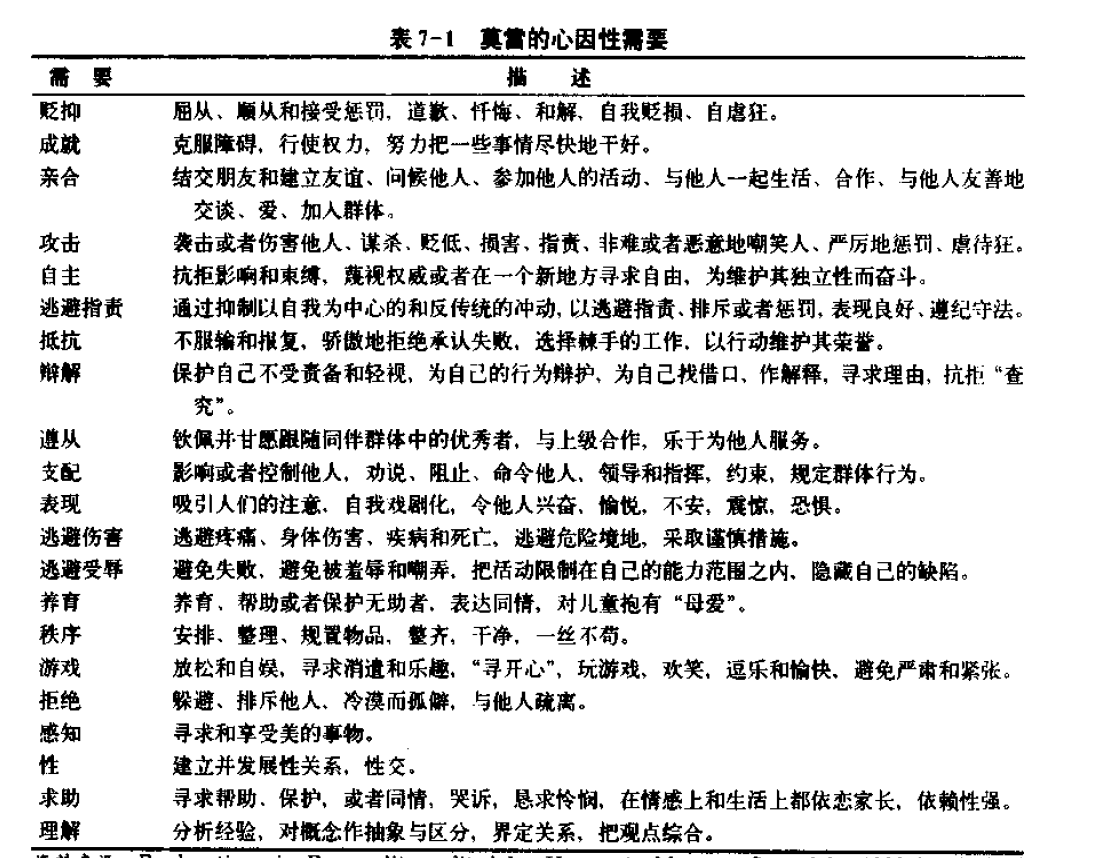 表 7-1 莫雷的心因性需要
需 要 描 述
贬抑 屈从、顺从和接受惩罚，道歉、忏悔、和解，自我贬损、自虐狂。
成就 克服障碍，行使权力，努力把一些事情尽快地干好。
亲合 结交朋友和建立友谊、问候他人、参加他人的活动、与他人一起生活、合作、与他人友善地
交谈、爱、加入群体。
攻击 袭击或者伤害他人、谋杀、贬低、损害、指责、非难或者恶意地嘲笑人、严厉地惩罚、虐待狂。
自主 抗拒影响和束缚，蔑视权威或者在一个新地方寻求自由，为维护其独立性而奋斗。
逃避指责 通过抑制以自我为中心的和反传统的冲动，以逃避指责、排斥或者惩罚，表现良好、遵纪守法。
抵抗 不服输和报复，骄傲地拒绝承认失败，选择棘手的工作，以行动维护其荣誉。
辩解 保护自己不受责备和轻视，为自己的行为辩护，为自己找借口，作解释，寻求理由，抗拒“查
究”。
遵从 钦佩并甘愿跟随同伴群体中的优秀者，与上级合作，乐于为他人服务。
支配 影响或者控制他人，劝说、阻止、命令他人，领导和指挥，约束，规定群体行为。
表现 吸引人们的注意，自我戏剧化，令他人兴奋，愉悦，不安，震惊，恐惧。
逃避伤害 逃避疼痛、身体伤害、疾病和死亡，逃避危险境地，采取谨慎措施。
逃避受辱 避免失败，避免被羞辱和嘲弄，把活动限制在自己的能力范围之内，隐藏自己的缺陷。
养育 养育、帮助或者保护无助者，表达同情，对儿童抱有“母爱”。
秩序 安排、整理、规置物品，整齐，干净，一丝不苟。
游戏 放松和自娱，寻求消遣和乐趣，“寻开心”，玩游戏，欢笑，逗乐和愉快，避免严肃和紧张。
拒绝 躲避、排斥他人、冷漠而孤僻，与他人疏离。
感知 寻求和享受美的事物。
性 建立并发展性关系，性交。
求助 寻求帮助、保护，或者同情，哭诉，恳求怜悯，在情感上和生活上都依恋家长，依赖性强。
理解 分析经验，对概念作抽象与区分，界定关系，把观点综合。